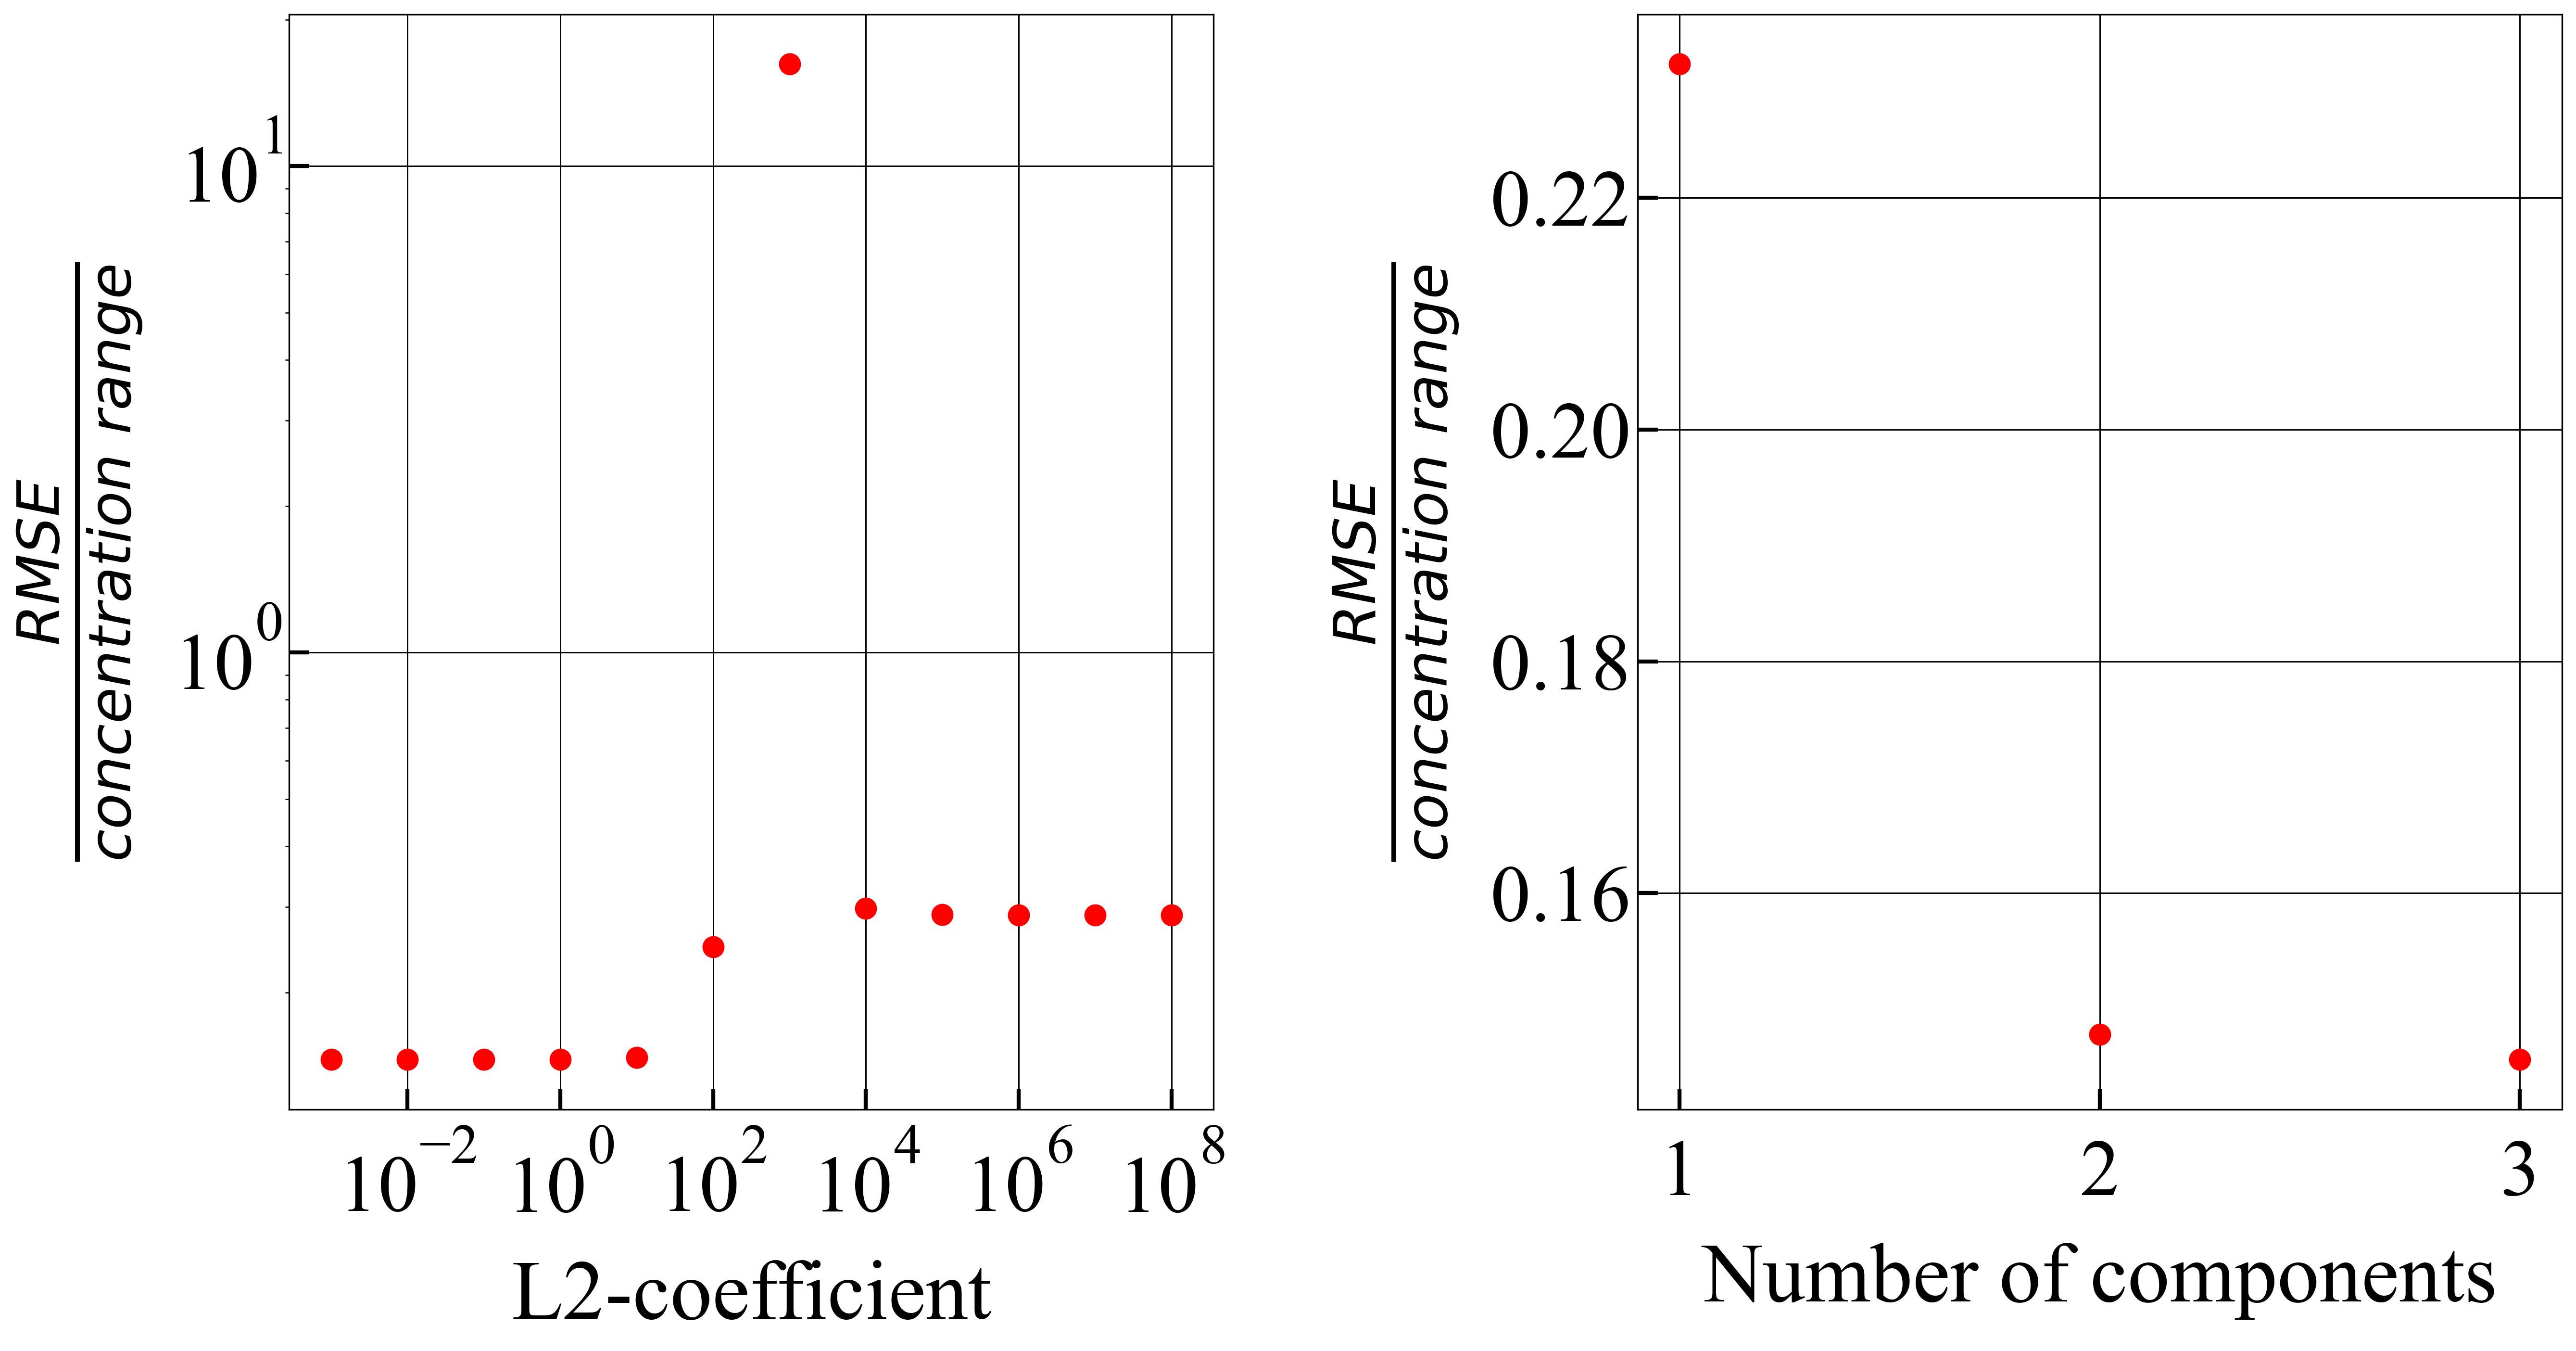 RMSE
concentration range
10^1
10^0
10^−2 10^0 10^2 10^4 10^6 10^8
L2-coefficient
RMSE
concentration range
0.22
0.20
0.18
0.16
1 2 3
Number of components